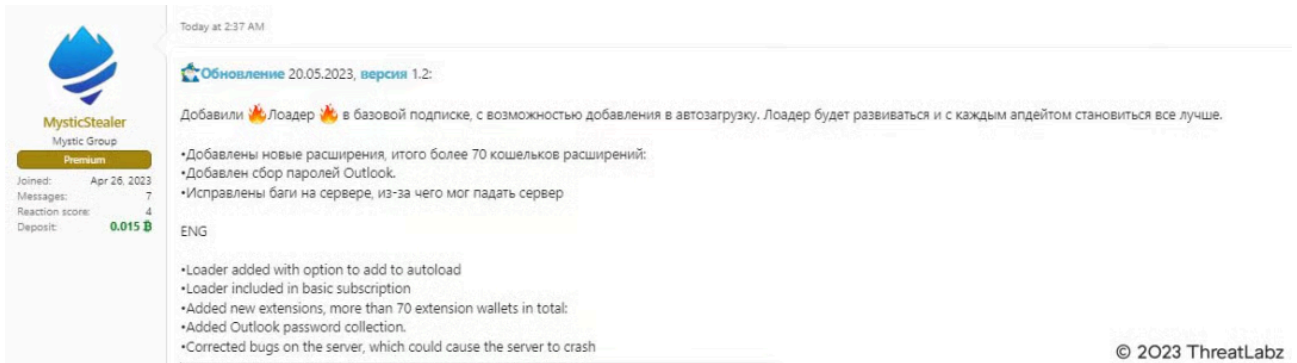 Today at 2:37 AM
MysticStealer
Mystic Group
Premium
Joined: Apr 26, 2023
Messages: 7
Reaction score: 4
Deposit: 0.015 ₿
Обновление 20.05.2023, версия 1.2:
Добавили 🔥Лоадер 🔥 в базовой подписке, с возможностью добавления в автозагрузку. Лоадер будет развиваться и с каждым апдейтом становиться все лучше.
•Добавлены новые расширения, итого более 70 кошельков расширений:
•Добавлен сбор паролей Outlook.
•Исправлены баги на сервере, из-за чего мог падать сервер
ENG
•Loader added with option to add to autoload
•Loader included in basic subscription
•Added new extensions, more than 70 extension wallets in total:
•Added Outlook password collection.
•Corrected bugs on the server, which could cause the server to crash
© 2023 ThreatLabz